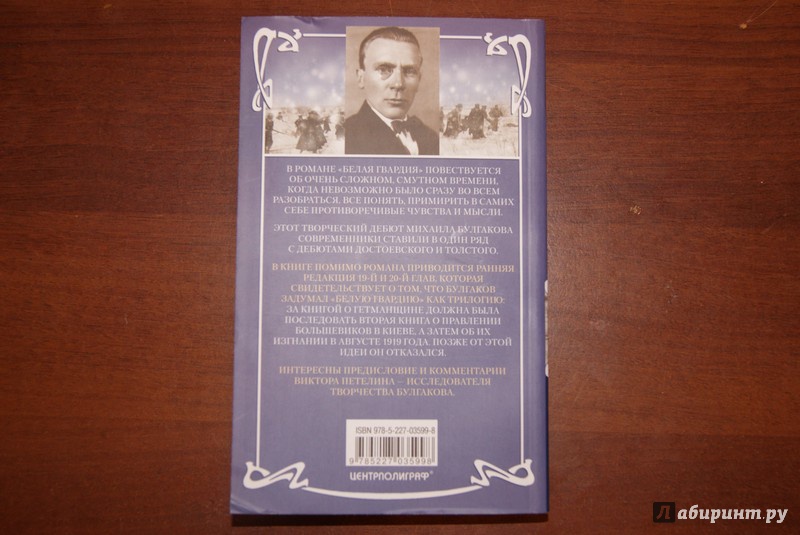 В РОМАНЕ «БЕЛАЯ ГВАРДИЯ» ПОВЕСТВУЕТСЯ
ОБ ОЧЕНЬ СЛОЖНОМ, СМУТНОМ ВРЕМЕНИ,
КОГДА НЕВОЗМОЖНО БЫЛО СРАЗУ ВО ВСЕМ
РАЗОБРАТЬСЯ, ВСЕ ПОНЯТЬ, ПРИМИРИТЬ В САМИХ
СЕБЕ ПРОТИВОРЕЧИВЫЕ ЧУВСТВА И МЫСЛИ.
ЭТОТ ТВОРЧЕСКИЙ ДЕБЮТ МИХАИЛА БУЛГАКОВА
СОВРЕМЕННИКИ СТАВИЛИ В ОДИН РЯД
С ДЕБЮТАМИ ДОСТОЕВСКОГО И ТОЛСТОГО.
В КНИГЕ ПОМИМО РОМАНА ПРИВОДИТСЯ РАННЯЯ
РЕДАКЦИЯ 19-Й И 20-Й ГЛАВ, КОТОРАЯ
СВИДЕТЕЛЬСТВУЕТ О ТОМ, ЧТО БУЛГАКОВ
ЗАДУМАЛ «БЕЛУЮ ГВАРДИЮ» КАК ТРИЛОГИЮ:
ЗА КНИГОЙ О ГЕТМАНЩИНЕ ДОЛЖНА БЫЛА
ПОСЛЕДОВАТЬ ВТОРАЯ КНИГА О ПРАВЛЕНИИ
БОЛЬШЕВИКОВ В КИЕВЕ, А ЗАТЕМ ОБ ИХ
ИЗГНАНИИ В АВГУСТЕ 1919 ГОДА. ПОЗЖЕ ОТ ЭТОЙ
ИДЕИ ОН ОТКАЗАЛСЯ.
ИНТЕРЕСНЫ ПРЕДИСЛОВИЕ И КОММЕНТАРИИ
ВИКТОРА ПЕТЕЛИНА — ИССЛЕДОВАТЕЛЯ
ТВОРЧЕСТВА БУЛГАКОВА.
ISBN 978-5-227-03599-8
9 785227 035998
ЦЕНТРПОЛИГРАФ®
Лабиринт.ру